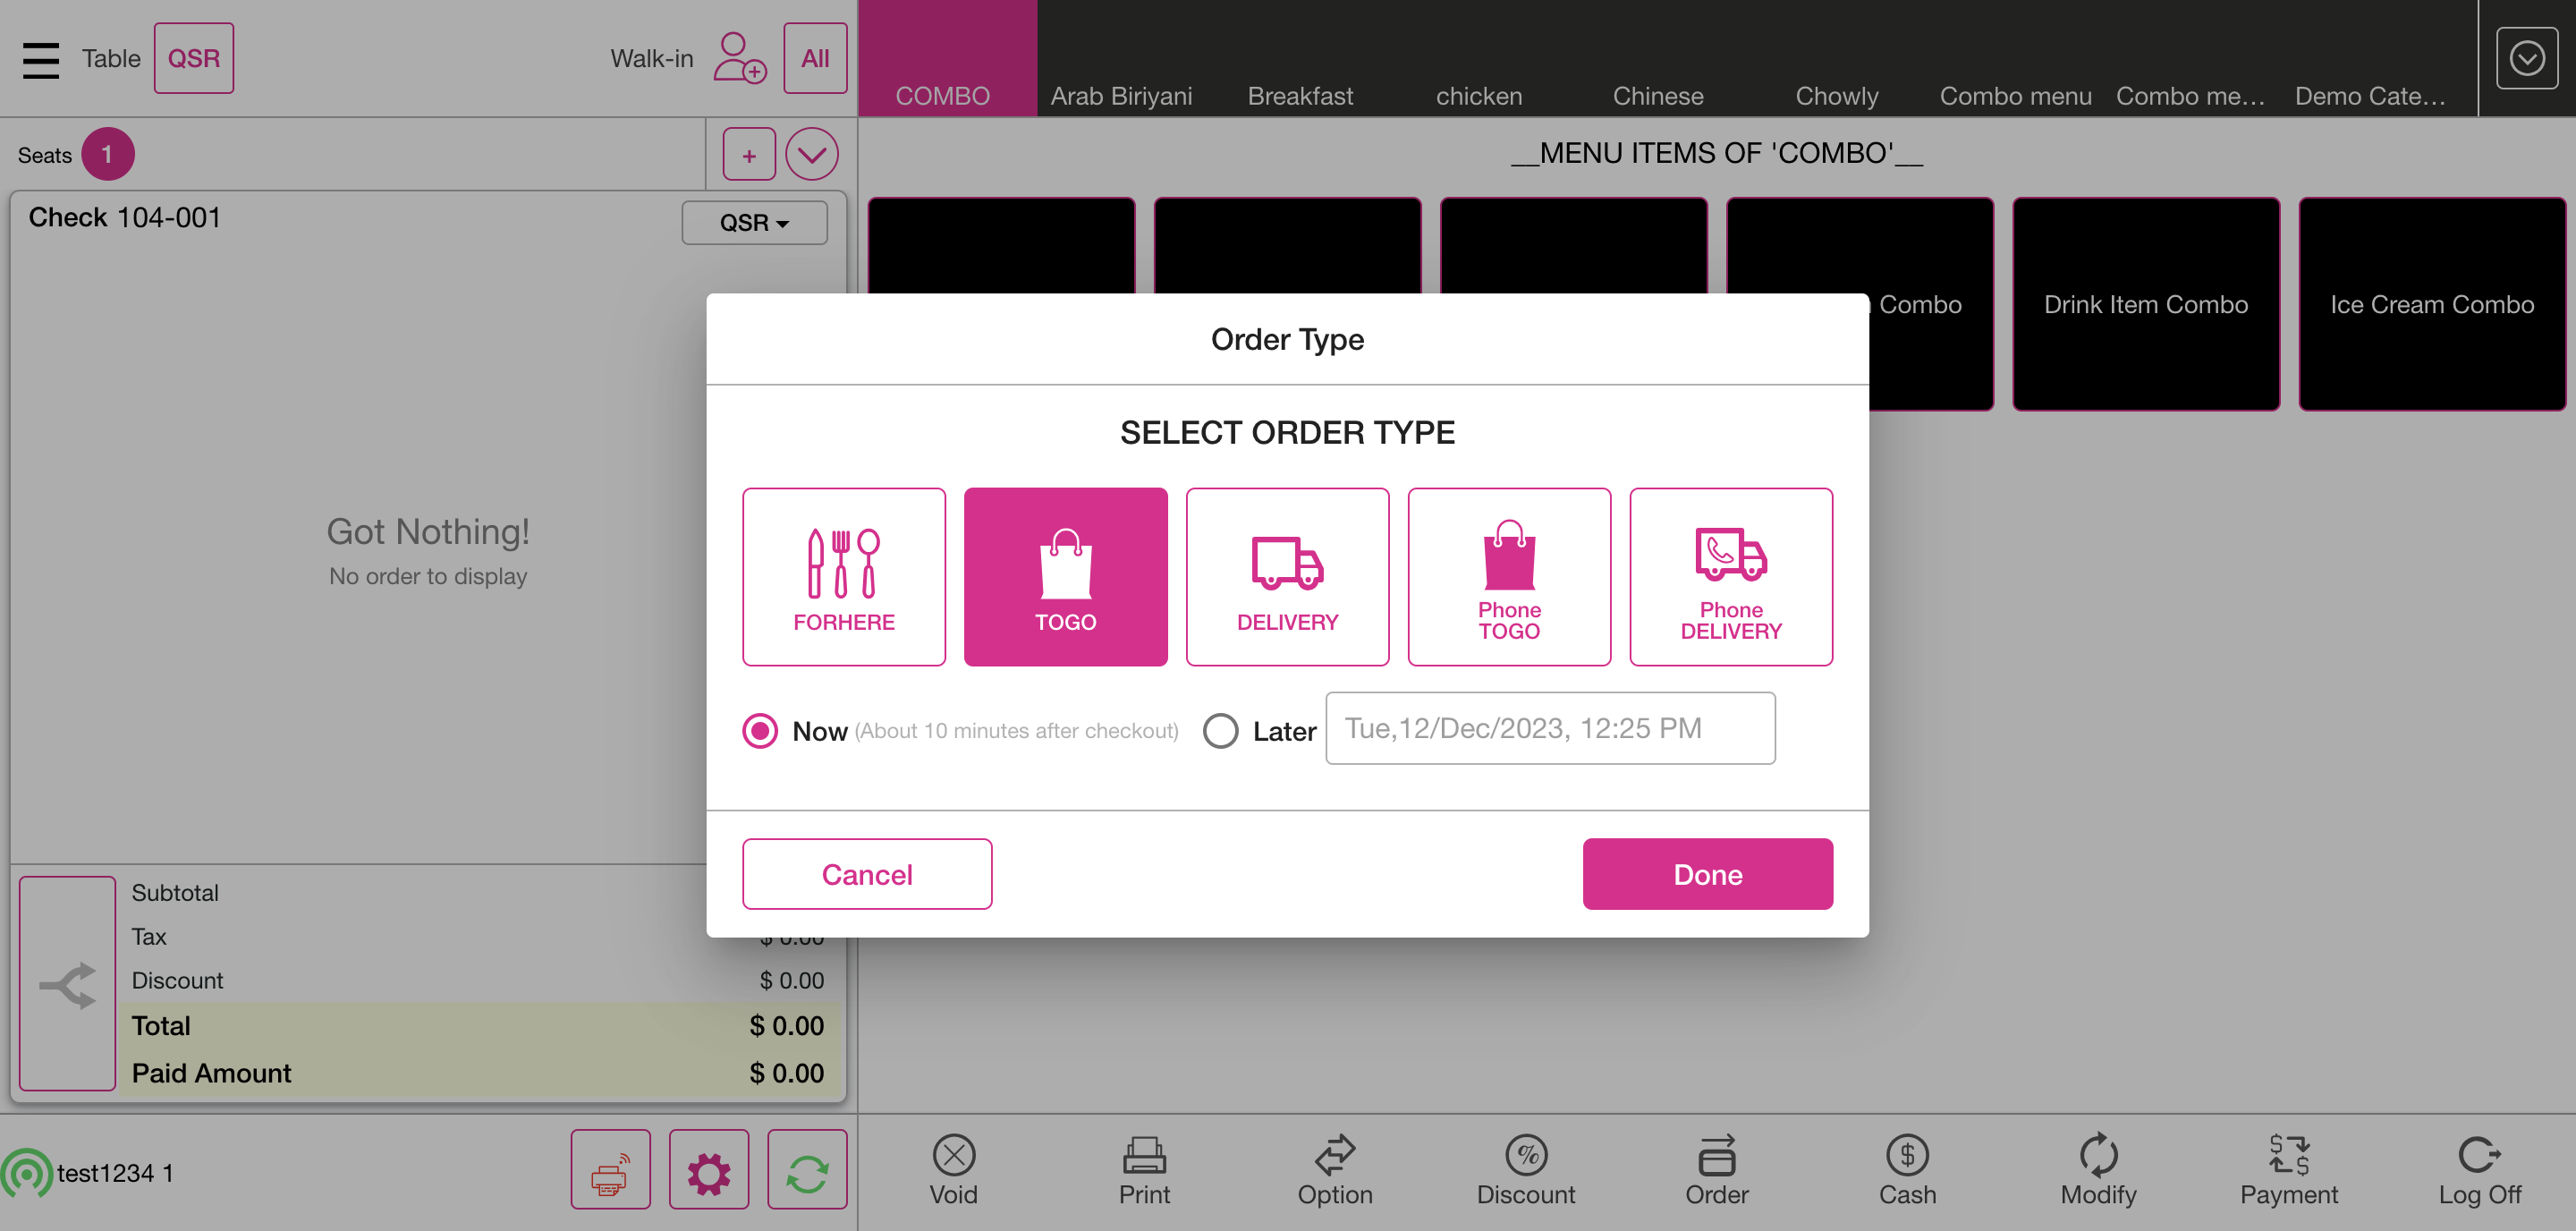 Table QSR Walk-in All
COMBO Arab Biriyani Breakfast chicken Chinese Chowly Combo menu Combo me... Demo Cate...
Seats 1 +
__MENU ITEMS OF 'COMBO'__
Check 104-001 QSR
Combo
Drink Item Combo
Ice Cream Combo
Got Nothing!
No order to display
Order Type
SELECT ORDER TYPE
FORHERE
TOGO
DELIVERY
Phone
TOGO
Phone
DELIVERY
Now (About 10 minutes after checkout) Later Tue,12/Dec/2023, 12:25 PM
Cancel Done
Subtotal
Tax $ 0.00
Discount $ 0.00
Total $ 0.00
Paid Amount $ 0.00
test1234 1
Void Print Option Discount Order Cash Modify Payment Log Off